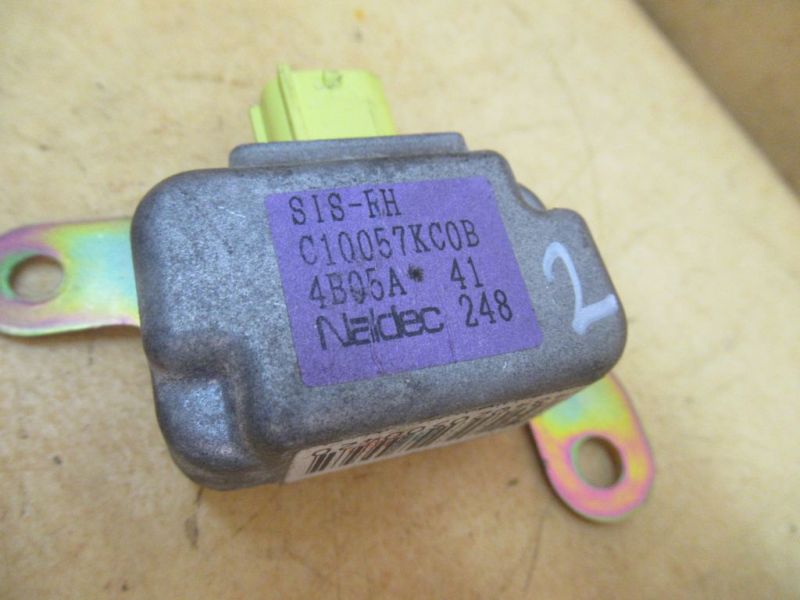 SIS-RH
C10057KC0B
4B05A* 41
Naldec 248
2